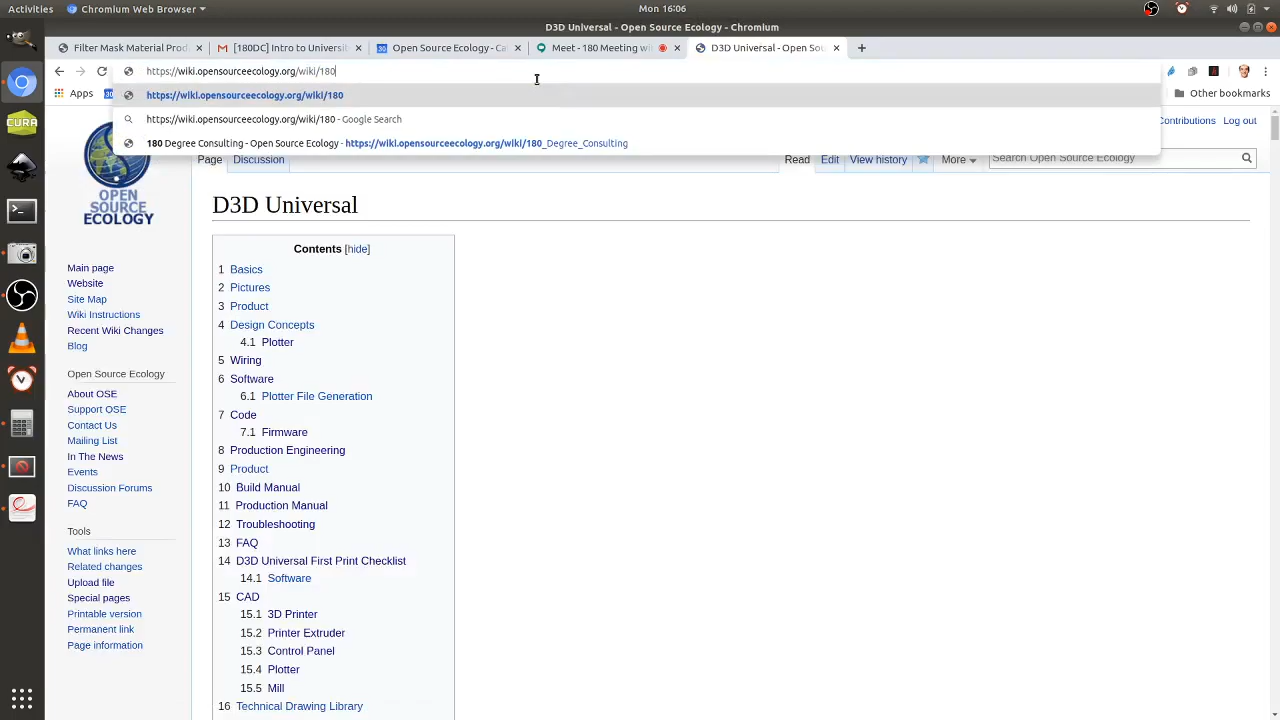 Activities
Chromium Web Browser
Mon 16:06
D3D Universal - Open Source Ecology - Chromium
Filter Mask Material Prod
[180DC] Intro to Universit
Open Source Ecology - Ca
Meet - 180 Meeting wi
D3D Universal - Open Sou
https://wiki.opensourceecology.org/wiki/180
Apps
Other bookmarks
https://wiki.opensourceecology.org/wiki/180
https://wiki.opensourceecology.org/wiki/180 - Google Search
180 Degree Consulting - Open Source Ecology - https://wiki.opensourceecology.org/wiki/180_Degree_Consulting
Contributions
Log out
Page
Discussion
Read
Edit
View history
More
Search Open Source Ecology
CURA
OPEN
SOURCE
ECOLOGY
Main page
Website
Site Map
Wiki Instructions
Recent Wiki Changes
Blog
Open Source Ecology
About OSE
Support OSE
Contact Us
Mailing List
In The News
Events
Discussion Forums
FAQ
Tools
What links here
Related changes
Upload file
Special pages
Printable version
Permanent link
Page information
D3D Universal
Contents [hide]
1 Basics
2 Pictures
3 Product
4 Design Concepts
4.1 Plotter
5 Wiring
6 Software
6.1 Plotter File Generation
7 Code
7.1 Firmware
8 Production Engineering
9 Product
10 Build Manual
11 Production Manual
12 Troubleshooting
13 FAQ
14 D3D Universal First Print Checklist
14.1 Software
15 CAD
15.1 3D Printer
15.2 Printer Extruder
15.3 Control Panel
15.4 Plotter
15.5 Mill
16 Technical Drawing Library